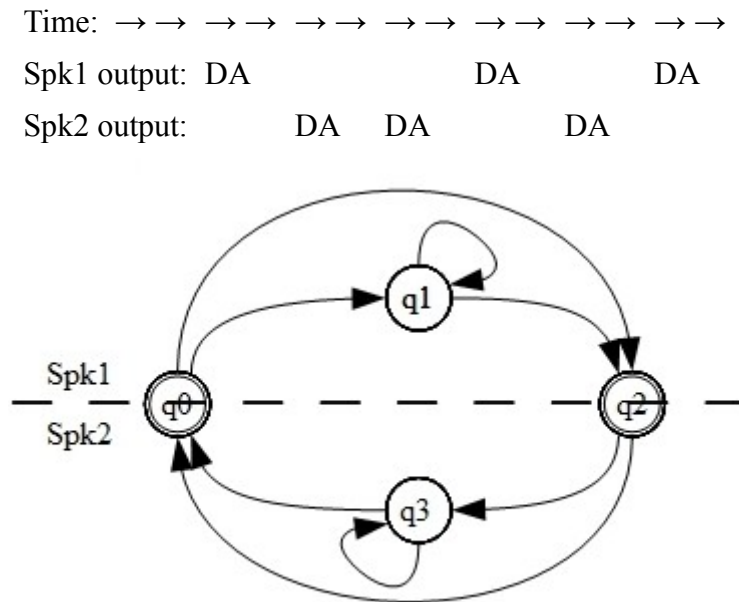 Time: → → → → → → → → → → → → → →
Spk1 output: DA DA DA
Spk2 output: DA DA DA
q1
Spk1
q0 q2
Spk2
q3